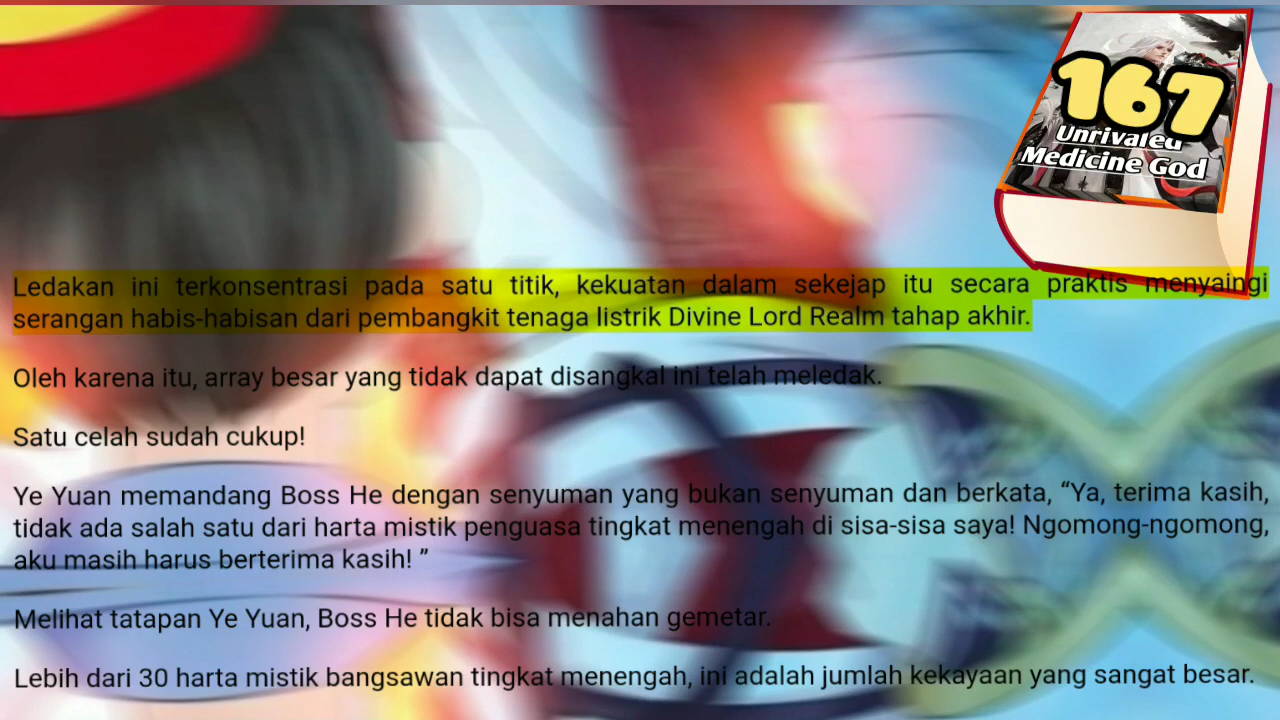 167
Unrivaled
Medicine God
Ledakan ini terkonsentrasi pada satu titik, kekuatan dalam sekejap itu secara praktis menyaingi
serangan habis-habisan dari pembangkit tenaga listrik Divine Lord Realm tahap akhir.
Oleh karena itu, array besar yang tidak dapat disangkal ini telah meledak.
Satu celah sudah cukup!
Ye Yuan memandang Boss He dengan senyuman yang bukan senyuman dan berkata, “Ya, terima kasih,
tidak ada salah satu dari harta mistik penguasa tingkat menengah di sisa-sisa saya! Ngomong-ngomong,
aku masih harus berterima kasih! ”
Melihat tatapan Ye Yuan, Boss He tidak bisa menahan gemetar.
Lebih dari 30 harta mistik bangsawan tingkat menengah, ini adalah jumlah kekayaan yang sangat besar.